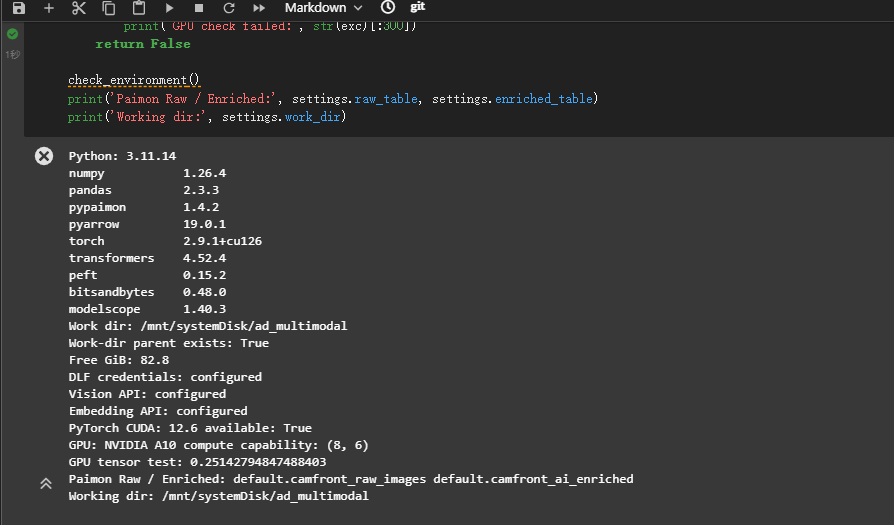 Markdown
git
print('GPU check failed:', str(exc)[:300])
return False
1秒
check_environment()
print('Paimon Raw / Enriched:', settings.raw_table, settings.enriched_table)
print('Working dir:', settings.work_dir)
Python: 3.11.14
numpy 1.26.4
pandas 2.3.3
pypaimon 1.4.2
pyarrow 19.0.1
torch 2.9.1+cu126
transformers 4.52.4
peft 0.15.2
bitsandbytes 0.48.0
modelscope 1.40.3
Work dir: /mnt/systemDisk/ad_multimodal
Work-dir parent exists: True
Free GiB: 82.8
DLF credentials: configured
Vision API: configured
Embedding API: configured
PyTorch CUDA: 12.6 available: True
GPU: NVIDIA A10 compute capability: (8, 6)
GPU tensor test: 0.25142794847488403
Paimon Raw / Enriched: default.camfront_raw_images default.camfront_ai_enriched
Working dir: /mnt/systemDisk/ad_multimodal